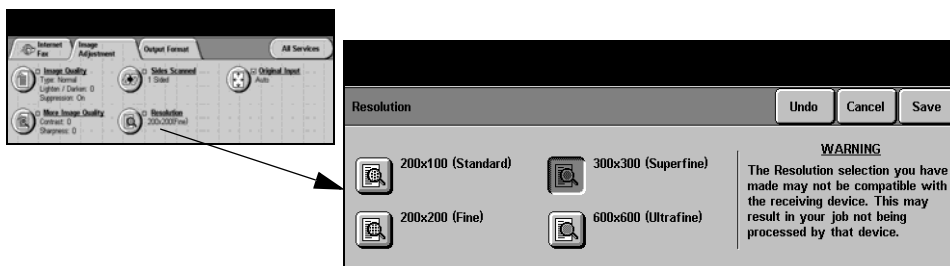 Internet
Fax
Image
Adjustment
Output Format
All Services
Image Quality
Type: Normal
Lighten / Darken: 0
Suppression: On
Sides Scanned
1 Sided
Original Input
Auto
More Image Quality
Contrast: 0
Sharpness: 0
Resolution
200x200(Fine)
Resolution
Undo
Cancel
Save
200x100 (Standard)
300x300 (Superfine)
200x200 (Fine)
600x600 (Ultrafine)
WARNING
The Resolution selection you have
made may not be compatible with
the receiving device. This may
result in your job not being
processed by that device.